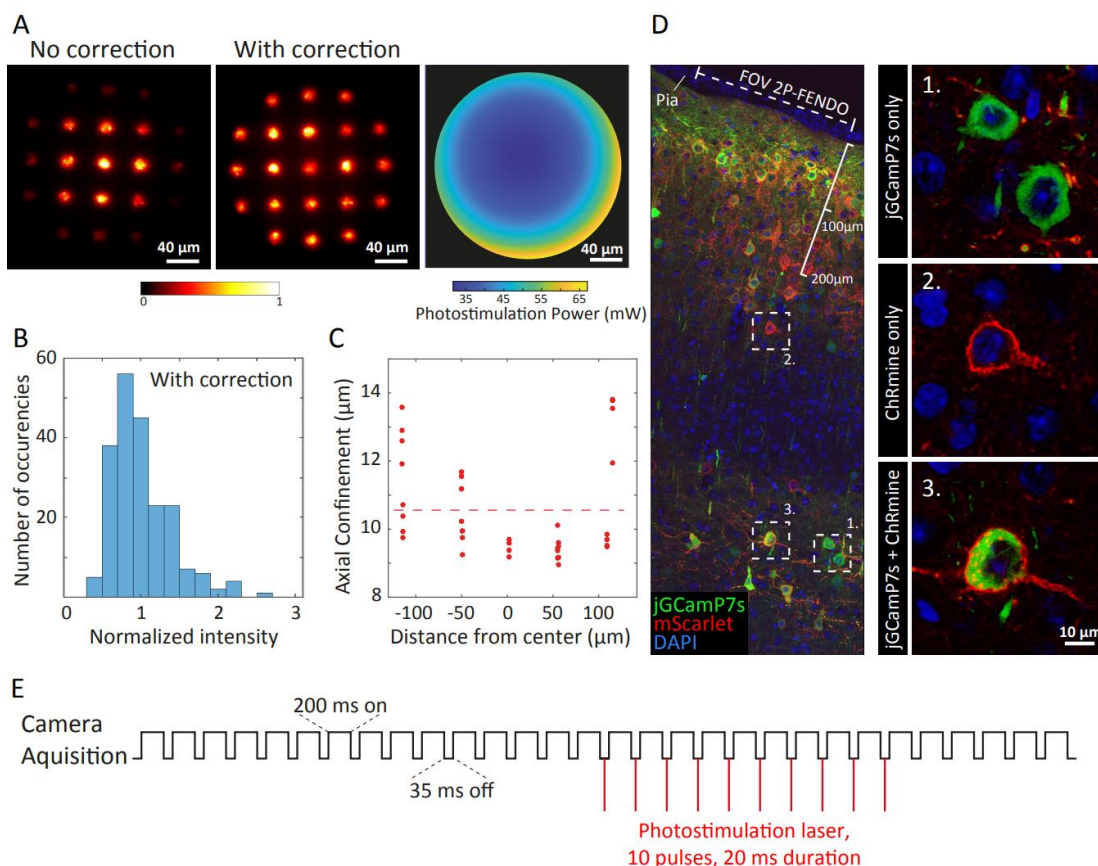 A
No correction
With correction
40 µm
40 µm
40 µm
0
1
35 45 55 65
Photostimulation Power (mW)
B
Number of occurencies
60
40
20
0
With correction
0 1 2 3
Normalized intensity
C
Axial Confinement (µm)
14
12
10
8
-100 -50 0 50 100
Distance from center (µm)
D
FOV 2P-FENDO
Pia
100µm
200µm
2.
3.
1.
jGCamP7s
mScarlet
DAPI
jGCamP7s only
1.
ChRmine only
2.
jGCamP7s + ChRmine
3.
10 µm
E
Camera
Aquisition
200 ms on
35 ms off
Photostimulation laser,
10 pulses, 20 ms duration